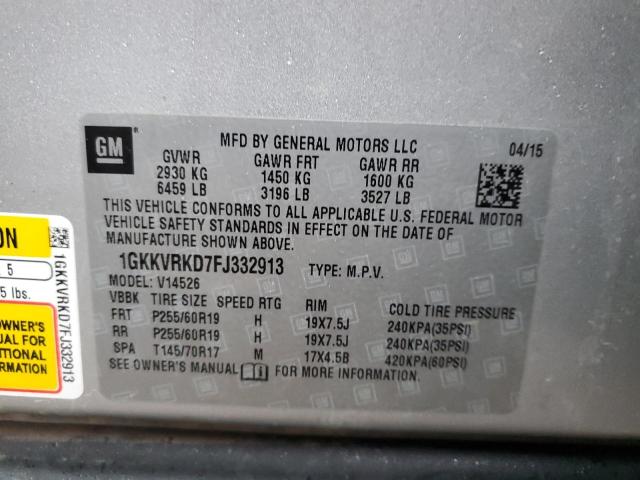 GM
MFD BY GENERAL MOTORS LLC
04/15
GVWR GAWR FRT GAWR RR
2930 KG 1450 KG 1600 KG
6459 LB 3196 LB 3527 LB
THIS VEHICLE CONFORMS TO ALL APPLICABLE U.S. FEDERAL MOTOR
VEHICLE SAFETY STANDARDS IN EFFECT ON THE DATE OF
MANUFACTURE SHOWN ABOVE.
1GKKVRKD7FJ332913 TYPE: M.P.V.
MODEL: V14526
VBBK TIRE SIZE SPEED RTG RIM COLD TIRE PRESSURE
FRT P255/60R19 H 19X7.5J 240KPA(35PSI)
RR P255/60R19 H 19X7.5J 240KPA(35PSI)
SPA T145/70R17 M 17X4.5B 420KPA(60PSI)
SEE OWNER'S MANUAL FOR MORE INFORMATION.
ON
5
5 lbs.
OWNER'S
UAL FOR
ITIONAL
RMATION
1GKKVRKD7FJ332913